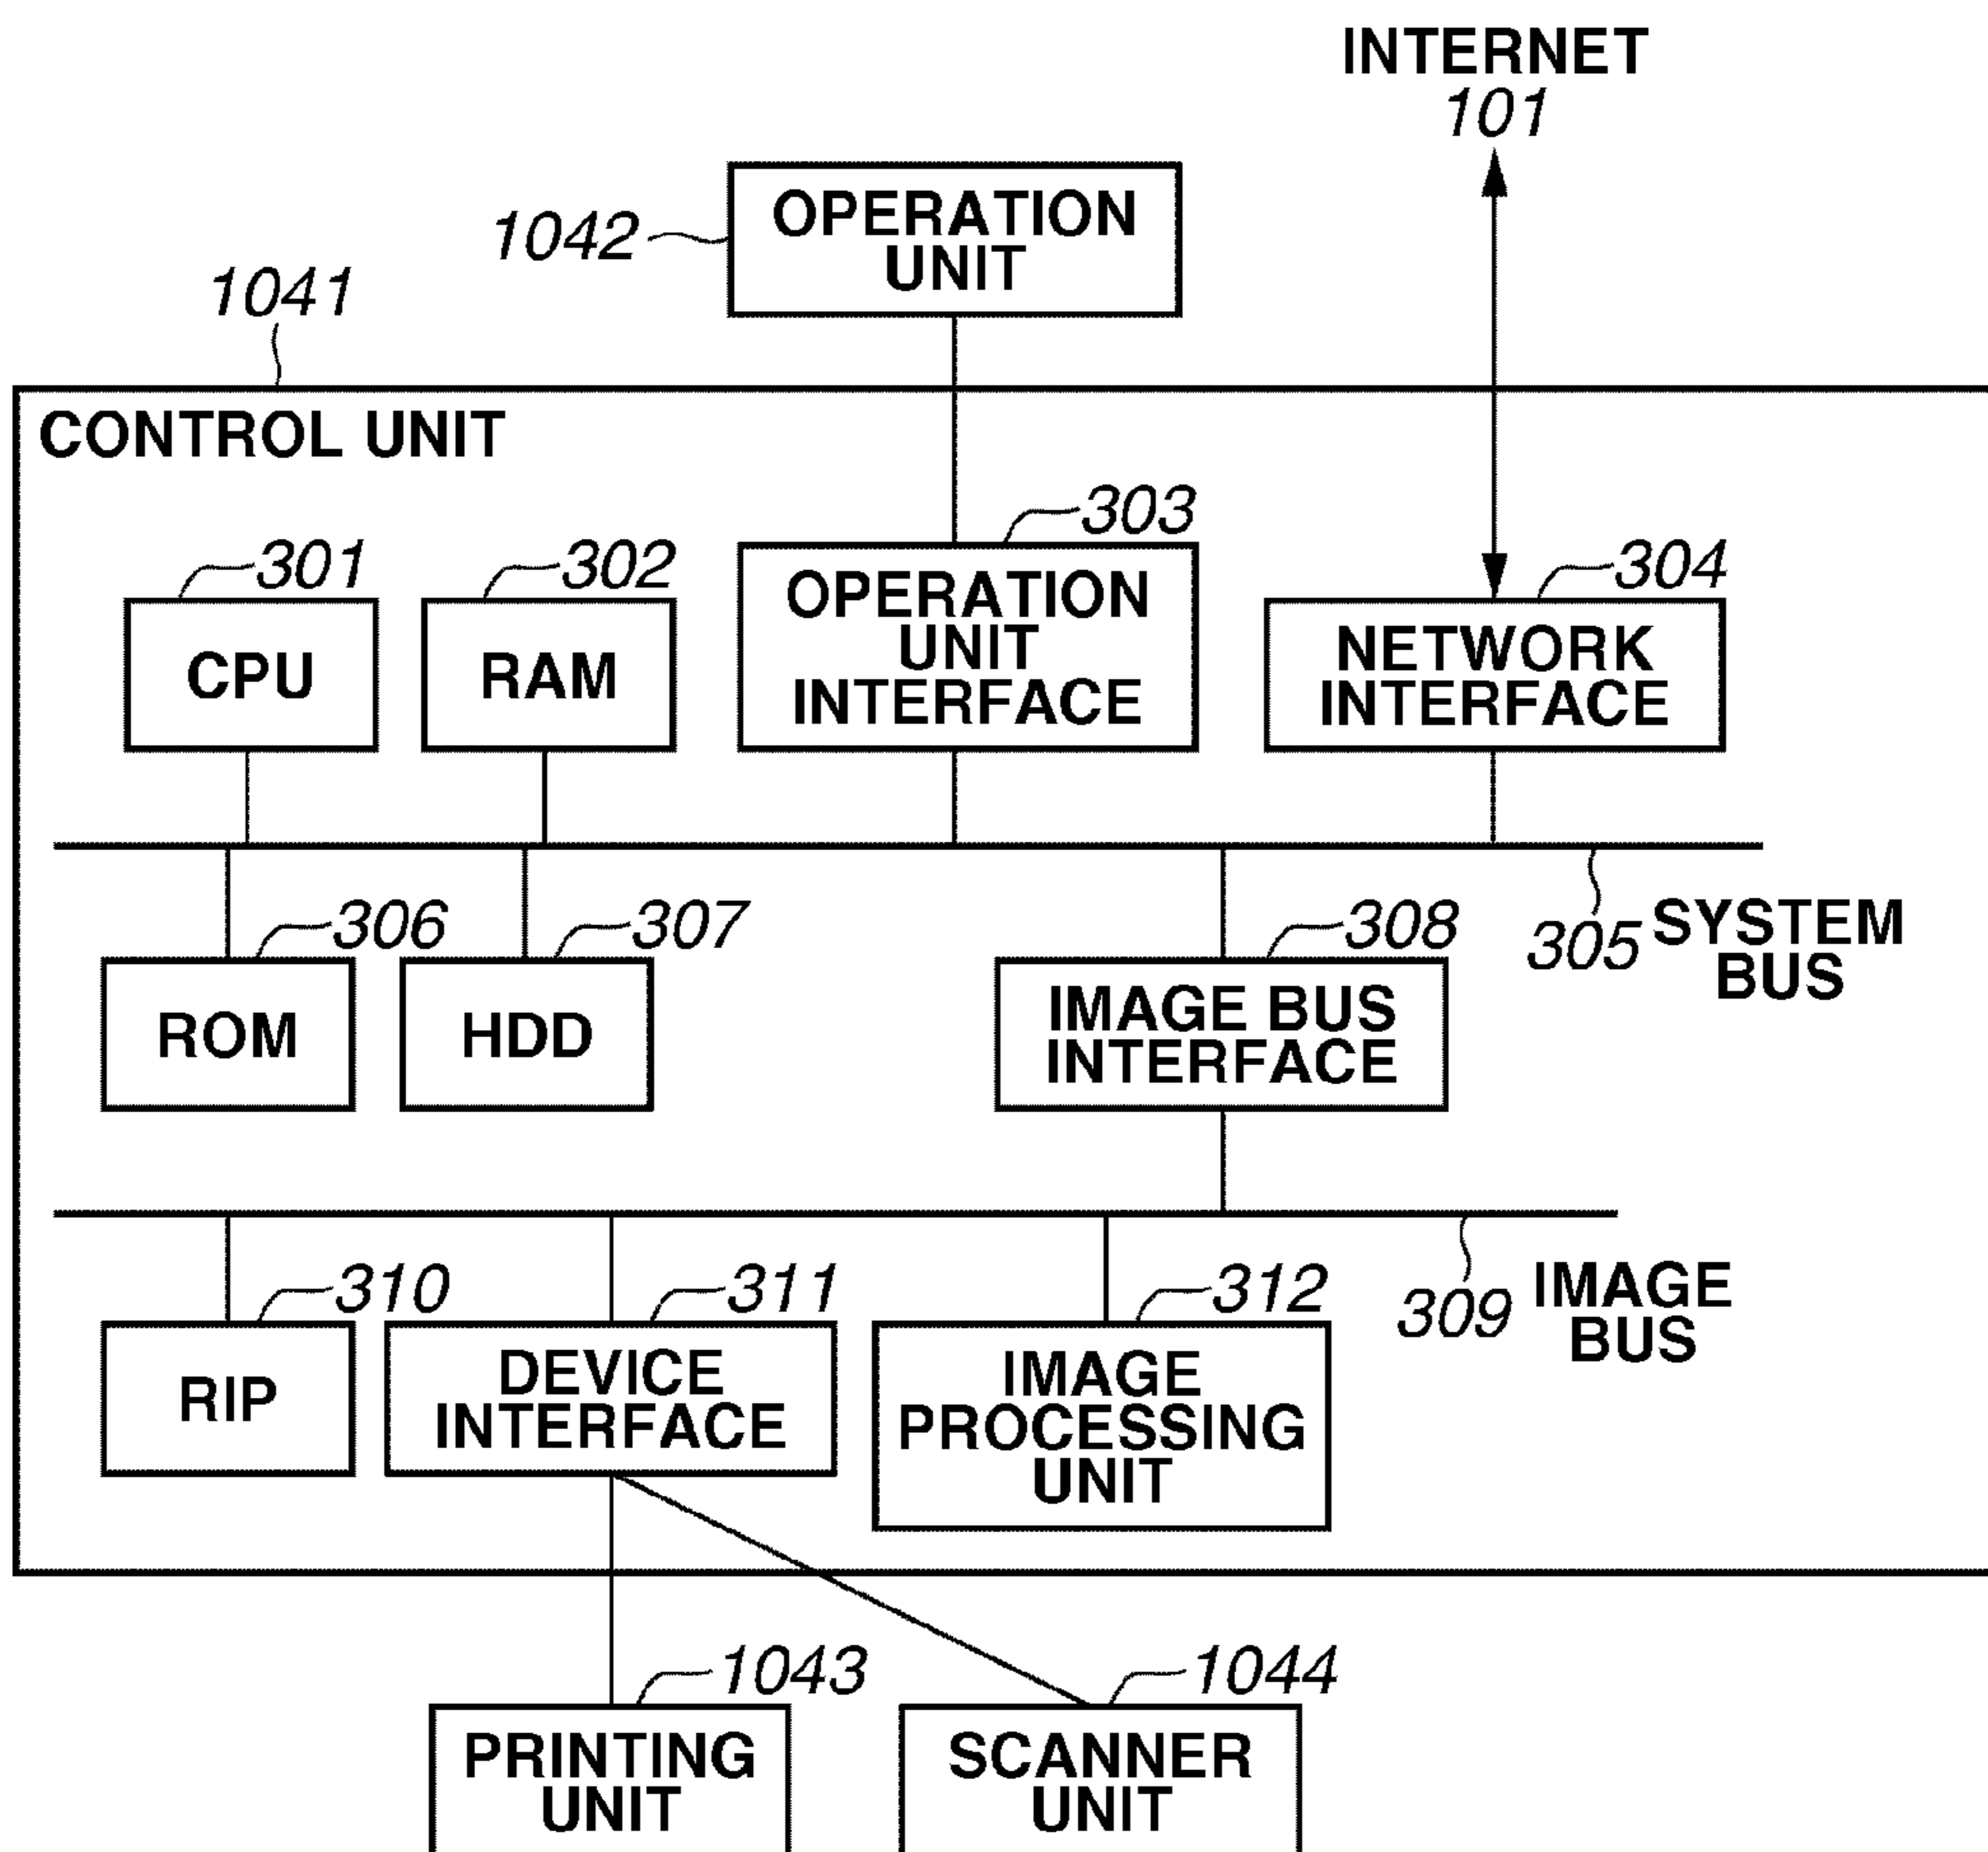 INTERNET
101
OPERATION
UNIT
1042
1041
CONTROL UNIT
303
301
302
304
CPU
RAM
OPERATION
UNIT
INTERFACE
NETWORK
INTERFACE
306
307
308
305
SYSTEM
BUS
ROM
HDD
IMAGE BUS
INTERFACE
310
311
312
309
IMAGE
BUS
RIP
DEVICE
INTERFACE
IMAGE
PROCESSING
UNIT
1043
1044
PRINTING
UNIT
SCANNER
UNIT